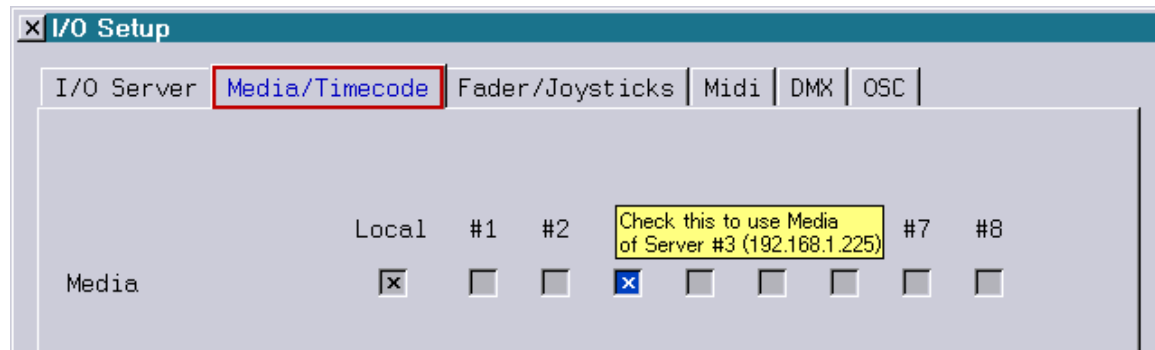 I/O Setup
I/O Server Media/Timecode Fader/Joysticks Midi DMX OSC
Local #1 #2 Check this to use Media of Server #3 (192.168.1.225) #7 #8
Media